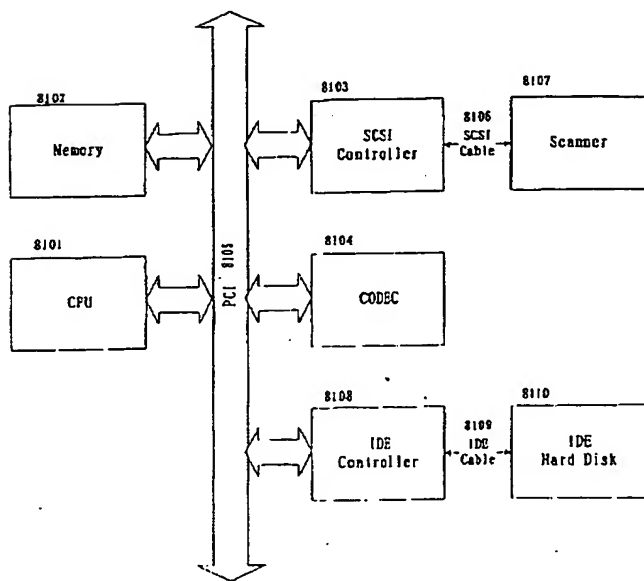 8102
Memory
8103
SCSI
Controller
8106
SCSI
Cable
8107
Scanner
8101
CPU
PCI 8105
8104
CODEC
8108
IDE
Controller
8109
IDE
Cable
8110
IDE
Hard Disk